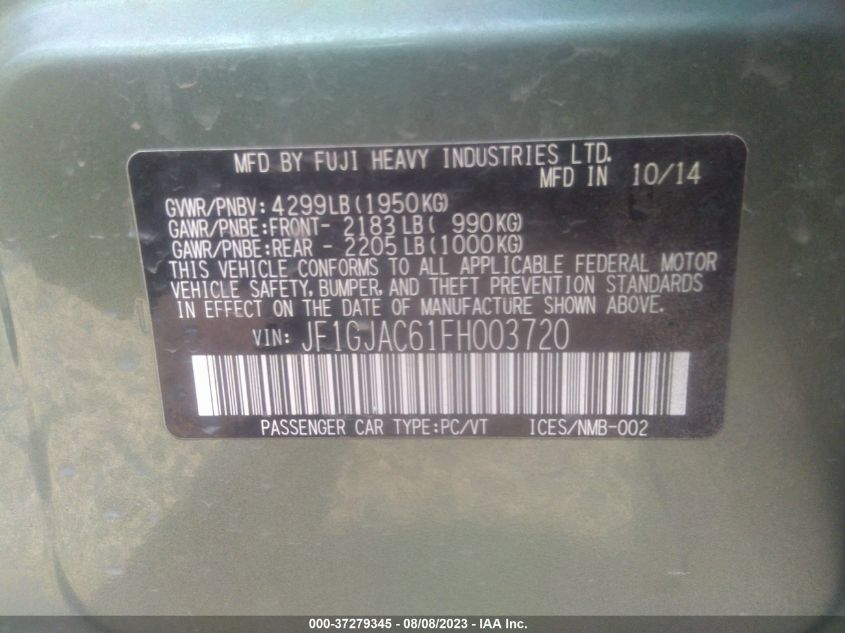 MFD BY FUJI HEAVY INDUSTRIES LTD.
MFD IN 10/14
GVWR/PNBV: 4299LB(1950KG)
GAWR/PNBE:FRONT- 2183 LB( 990KG)
GAWR/PNBE:REAR - 2205 LB(1000KG)
THIS VEHICLE CONFORMS TO ALL APPLICABLE FEDERAL MOTOR
VEHICLE SAFETY, BUMPER, AND THEFT PREVENTION STANDARDS
IN EFFECT ON THE DATE OF MANUFACTURE SHOWN ABOVE.
VIN: JF1GJAC61FH003720
PASSENGER CAR TYPE:PC/VT ICES/NMB-002
000-37279345 - 08/08/2023 - IAA Inc.